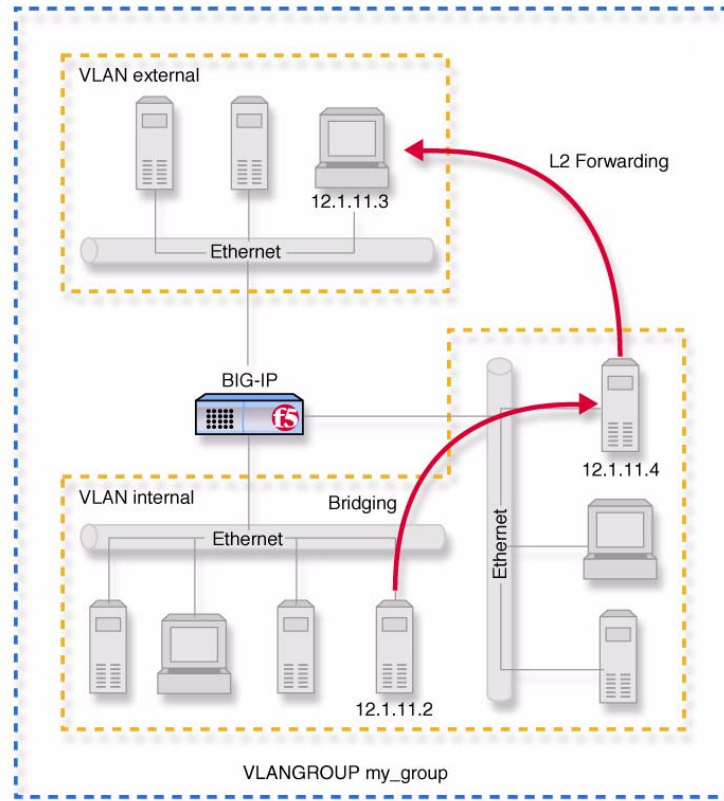 VLAN external
12.1.11.3
L2 Forwarding
Ethernet
BIG-IP
f5
12.1.11.4
VLAN internal
Bridging
Ethernet
Ethernet
12.1.11.2
VLANGROUP my_group